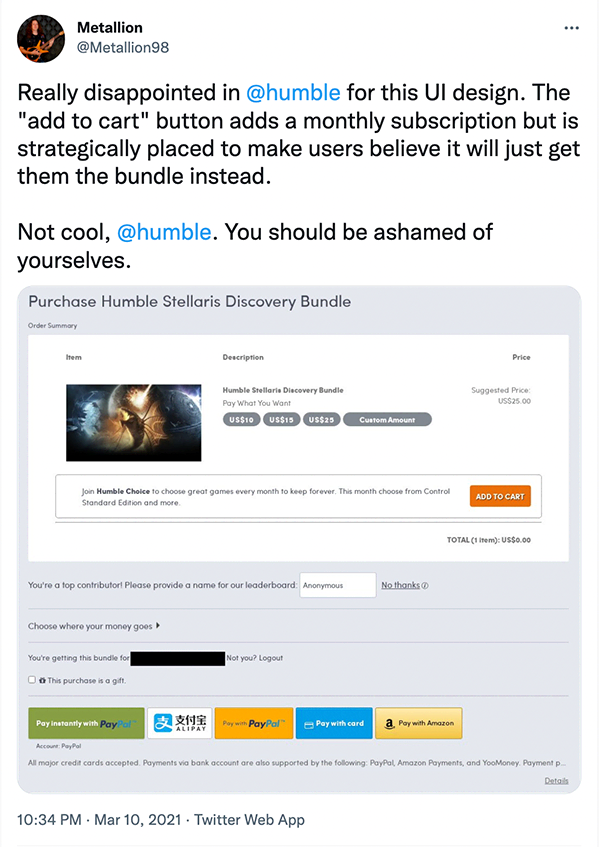 Metallion
@Metallion98
Really disappointed in @humble for this UI design. The
"add to cart" button adds a monthly subscription but is
strategically placed to make users believe it will just get
them the bundle instead.
Not cool, @humble. You should be ashamed of
yourselves.
Purchase Humble Stellaris Discovery Bundle
Order Summary
Item Description Price
Humble Stellaris Discovery Bundle
Pay What You Want
US$10 US$15 US$25 Custom Amount
Suggested Price:
US$25.00
Join Humble Choice to choose great games every month to keep forever. This month choose from Control
Standard Edition and more.
ADD TO CART
TOTAL (1 item): US$0.00
You're a top contributor! Please provide a name for our leaderboard: Anonymous No thanks
Choose where your money goes
You're getting this bundle for Not you? Logout
This purchase is a gift.
Pay instantly with PayPal 支付宝 ALIPAY Pay with PayPal Pay with card a Pay with Amazon
Account: PayPal
All major credit cards accepted. Payments via bank account are also supported by the following: PayPal, Amazon Payments, and YooMoney. Payment p...
Details
10:34 PM · Mar 10, 2021 · Twitter Web App